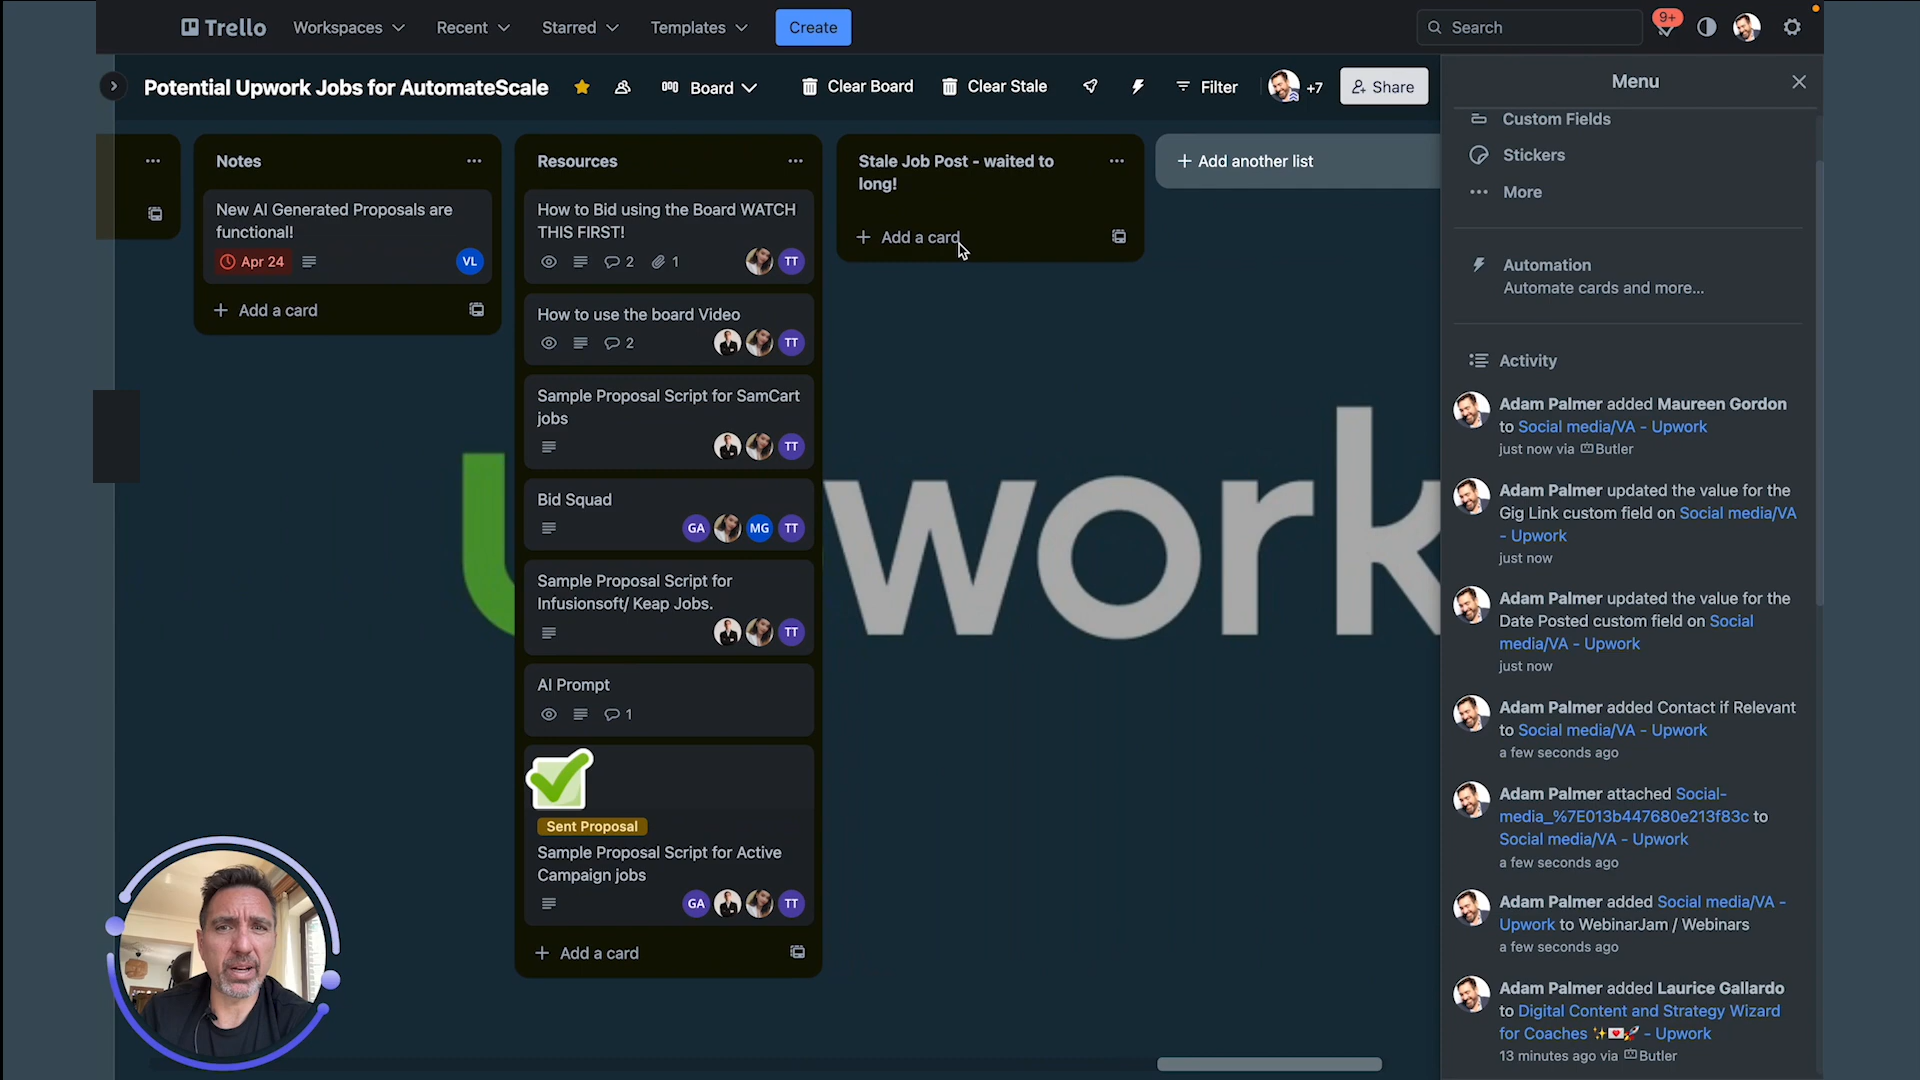 Trello
Workspaces
Recent
Starred
Templates
Create
Search
9+
Potential Upwork Jobs for AutomateScale
Board
Clear Board
Clear Stale
Filter
+7
Share
Notes
New AI Generated Proposals are
functional!
Apr 24
VL
Add a card
Resources
How to Bid using the Board WATCH
THIS FIRST!
2
1
TT
How to use the board Video
2
TT
Sample Proposal Script for SamCart
jobs
TT
Bid Squad
GA
MG
TT
Sample Proposal Script for
Infusionsoft/ Keap Jobs.
TT
AI Prompt
1
Sent Proposal
Sample Proposal Script for Active
Campaign jobs
GA
TT
Add a card
Stale Job Post - waited to
long!
Add a card
Add another list
work
Menu
Custom Fields
Stickers
More
Automation
Automate cards and more...
Activity
Adam Palmer added Maureen Gordon
to Social media/VA - Upwork
just now via Butler
Adam Palmer updated the value for the
Gig Link custom field on Social media/VA
- Upwork
just now
Adam Palmer updated the value for the
Date Posted custom field on Social
media/VA - Upwork
just now
Adam Palmer added Contact if Relevant
to Social media/VA - Upwork
a few seconds ago
Adam Palmer attached Social-
media_%7E013b447680e213f83c to
Social media/VA - Upwork
a few seconds ago
Adam Palmer added Social media/VA -
Upwork to WebinarJam / Webinars
a few seconds ago
Adam Palmer added Laurice Gallardo
to Digital Content and Strategy Wizard
for Coaches ✨💌🚀 - Upwork
13 minutes ago via Butler